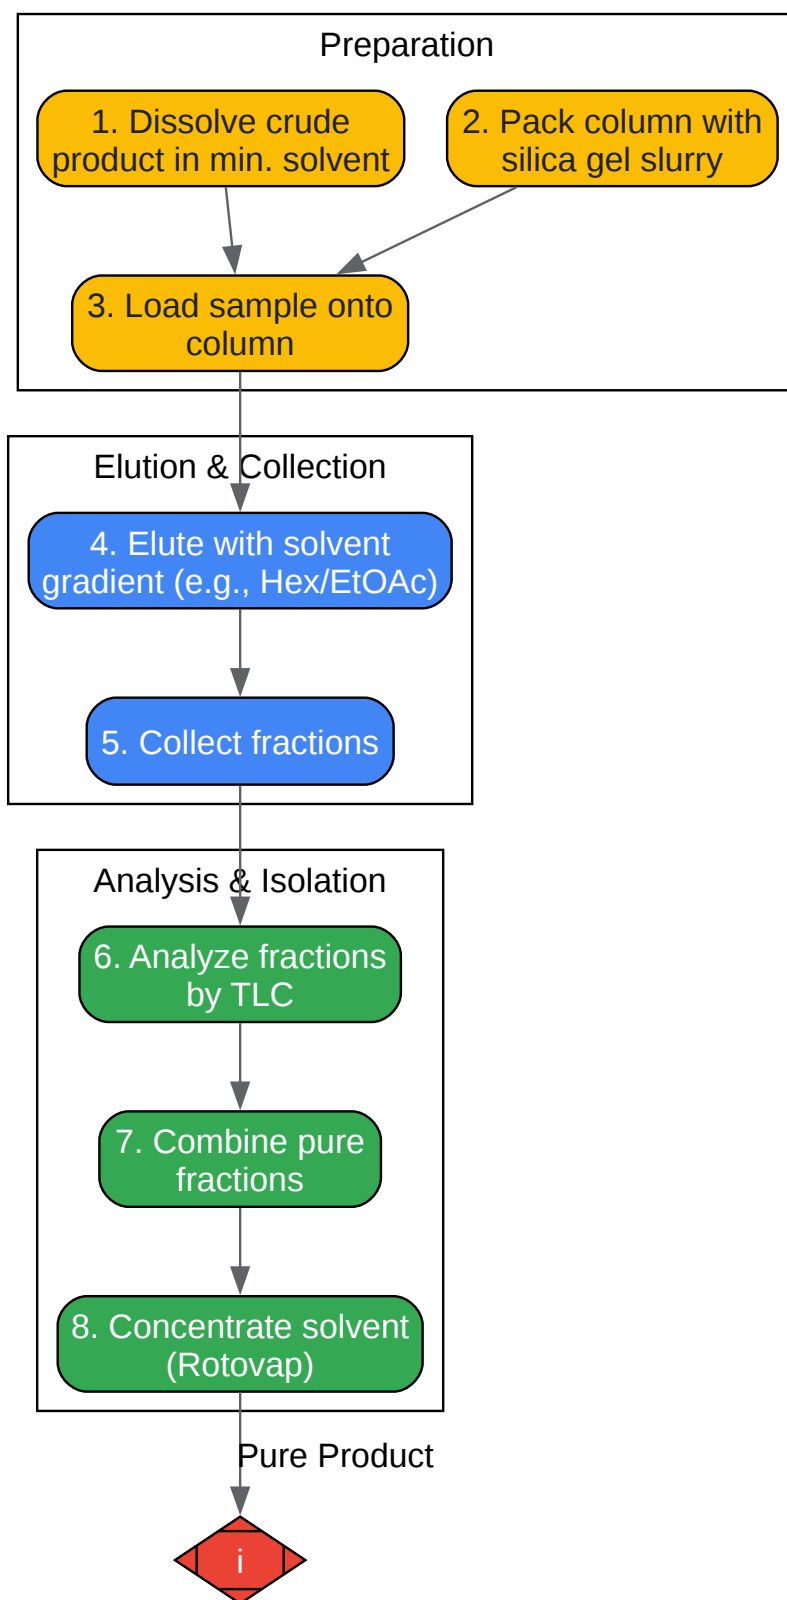 Preparation
1. Dissolve crude
product in min. solvent
2. Pack column with
silica gel slurry
3. Load sample onto
column
Elution & Collection
4. Elute with solvent
gradient (e.g., Hex/EtOAc)
5. Collect fractions
Analysis & Isolation
6. Analyze fractions
by TLC
7. Combine pure
fractions
8. Concentrate solvent
(Rotovap)
Pure Product
i